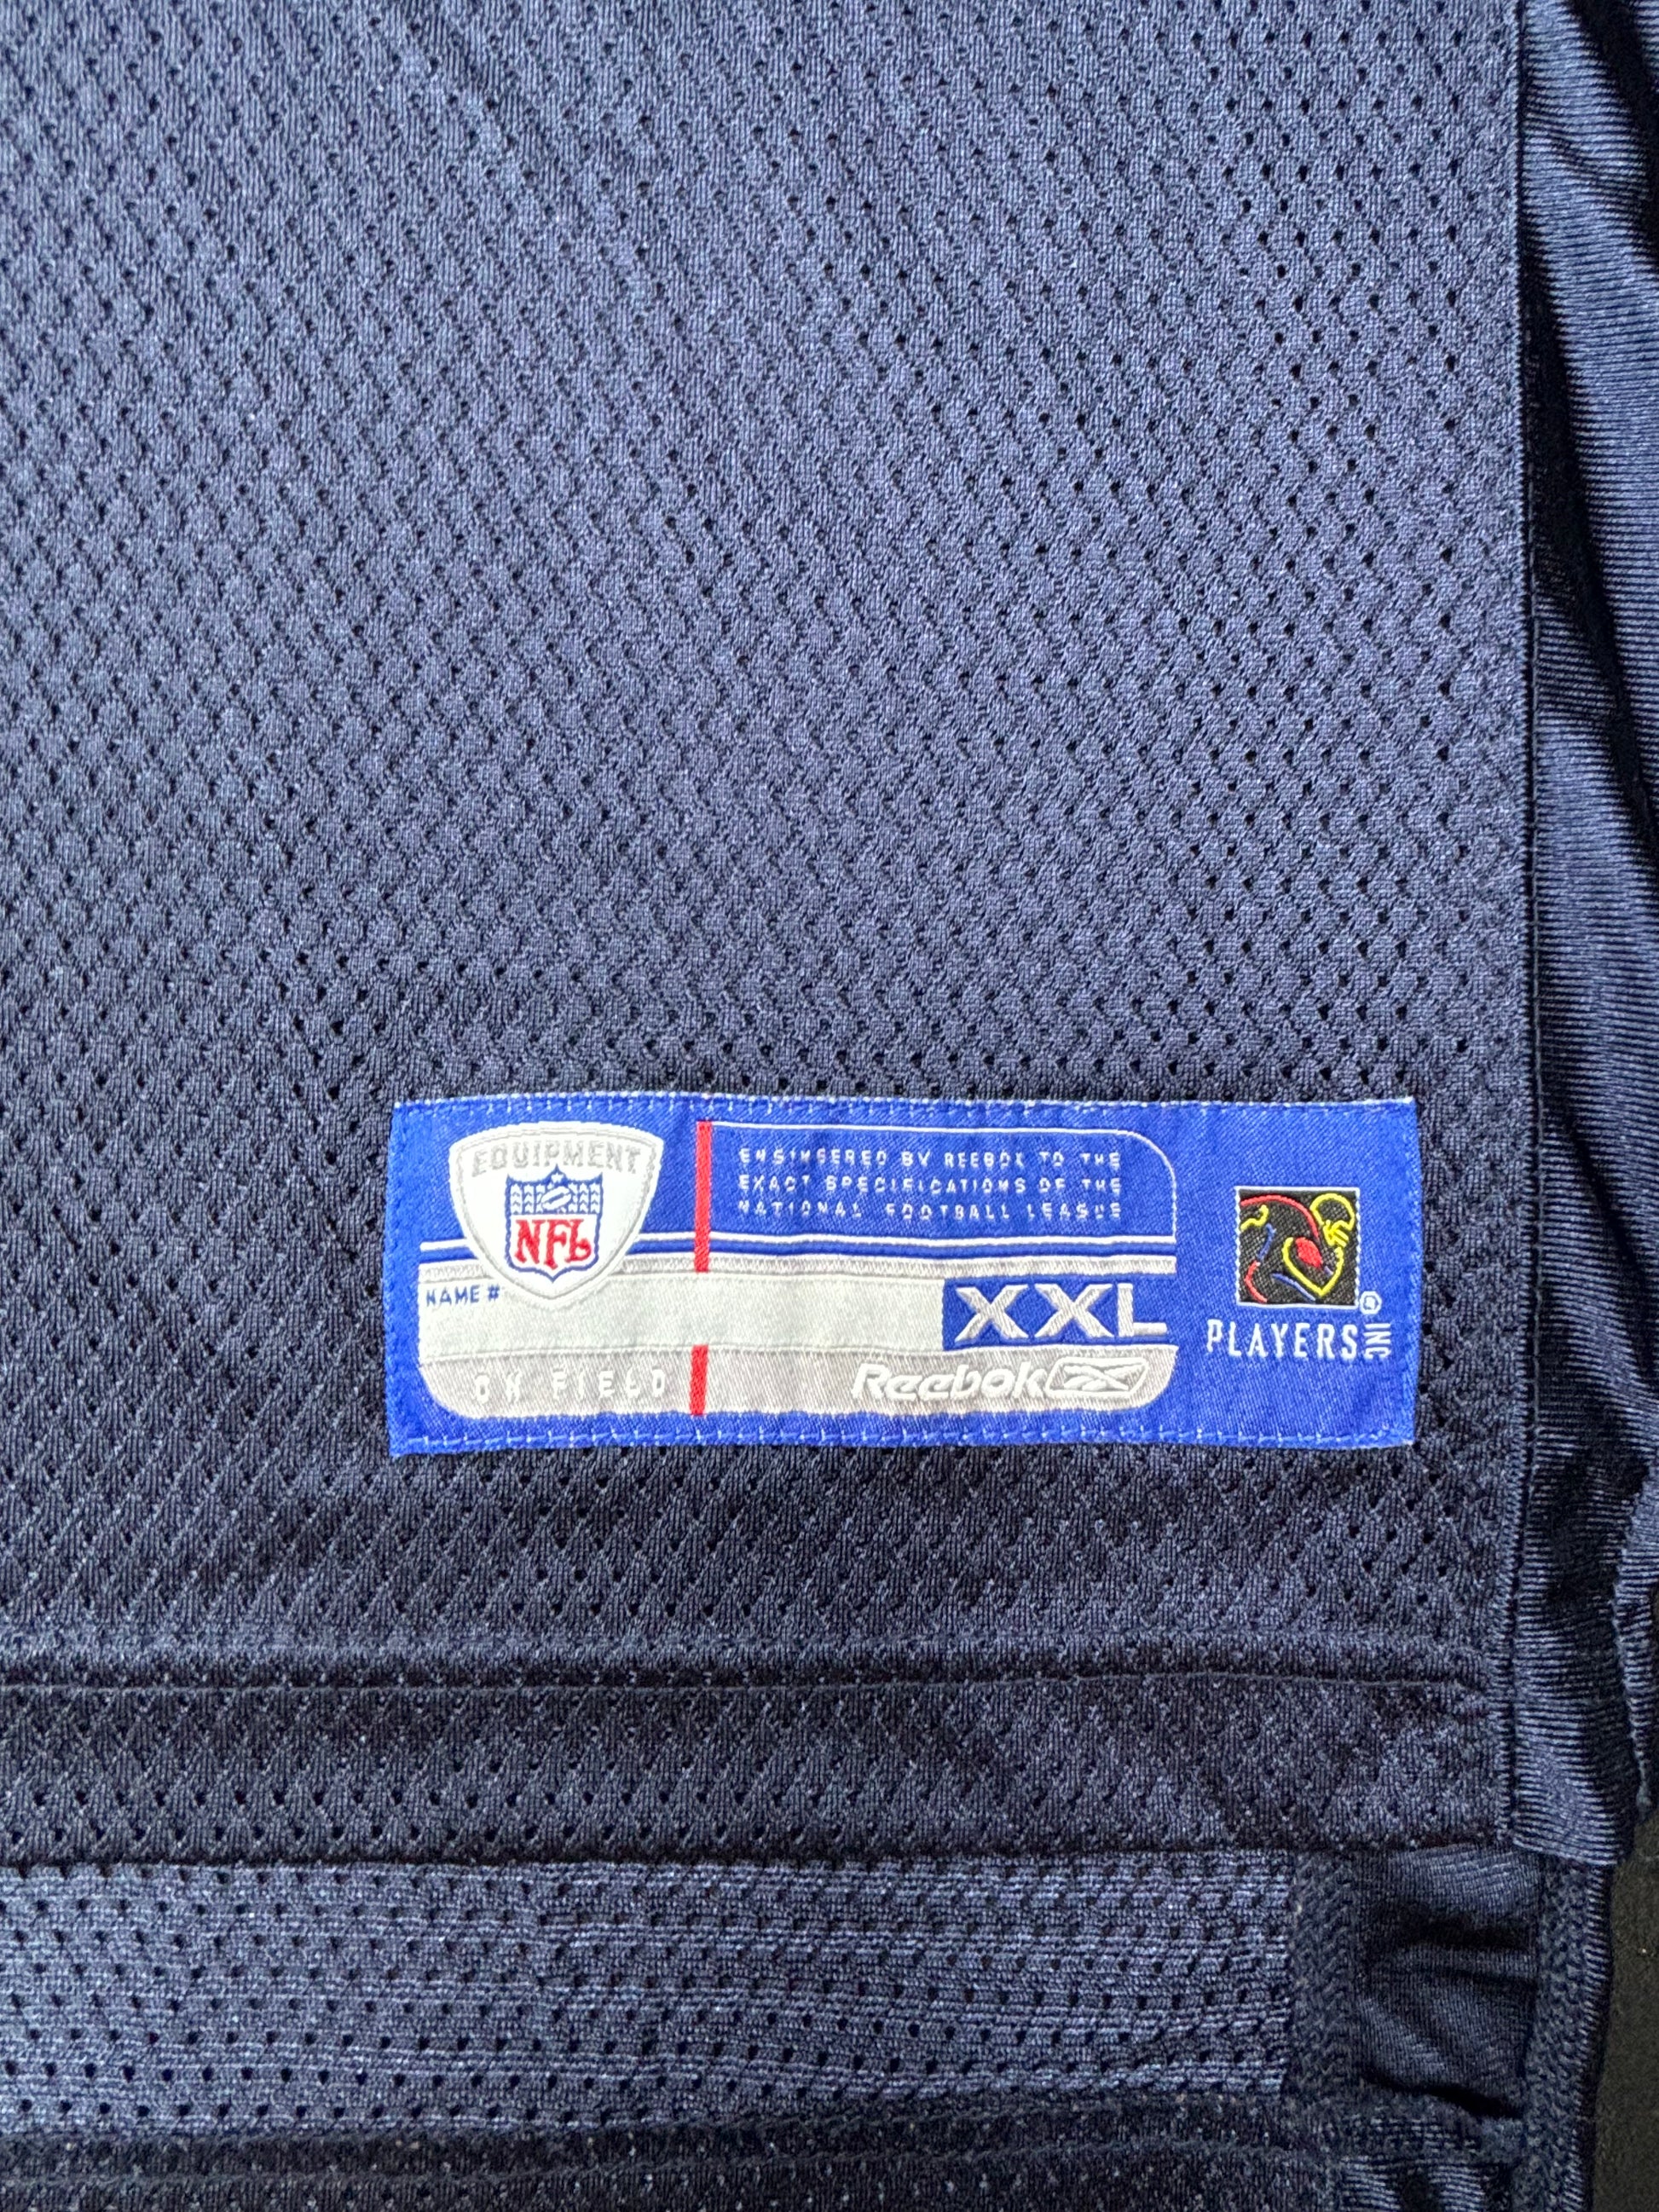 EQUIPMENT
NFL
ENGINEERED BY REEBOK TO THE
EXACT SPECIFICATIONS OF THE
NATIONAL FOOTBALL LEAGUE
NAME #
XXL
ON FIELD
Reebok
PLAYERS INC
®